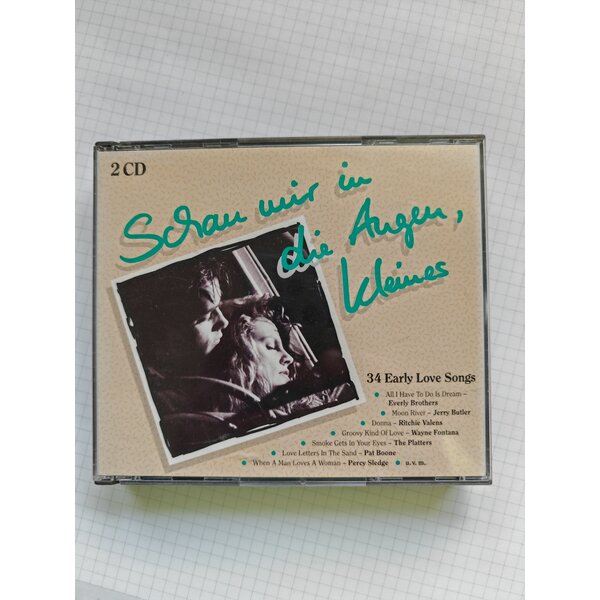 2 CD
Schau mir in
die Augen,
Kleines
34 Early Love Songs
• All I Have To Do Is Dream –
Everly Brothers
• Moon River – Jerry Butler
• Donna – Ritchie Valens
• Groovy Kind Of Love – Wayne Fontana
• Smoke Gets In Your Eyes – The Platters
• Love Letters In The Sand – Pat Boone
• When A Man Loves A Woman – Percy Sledge • u. v. m.